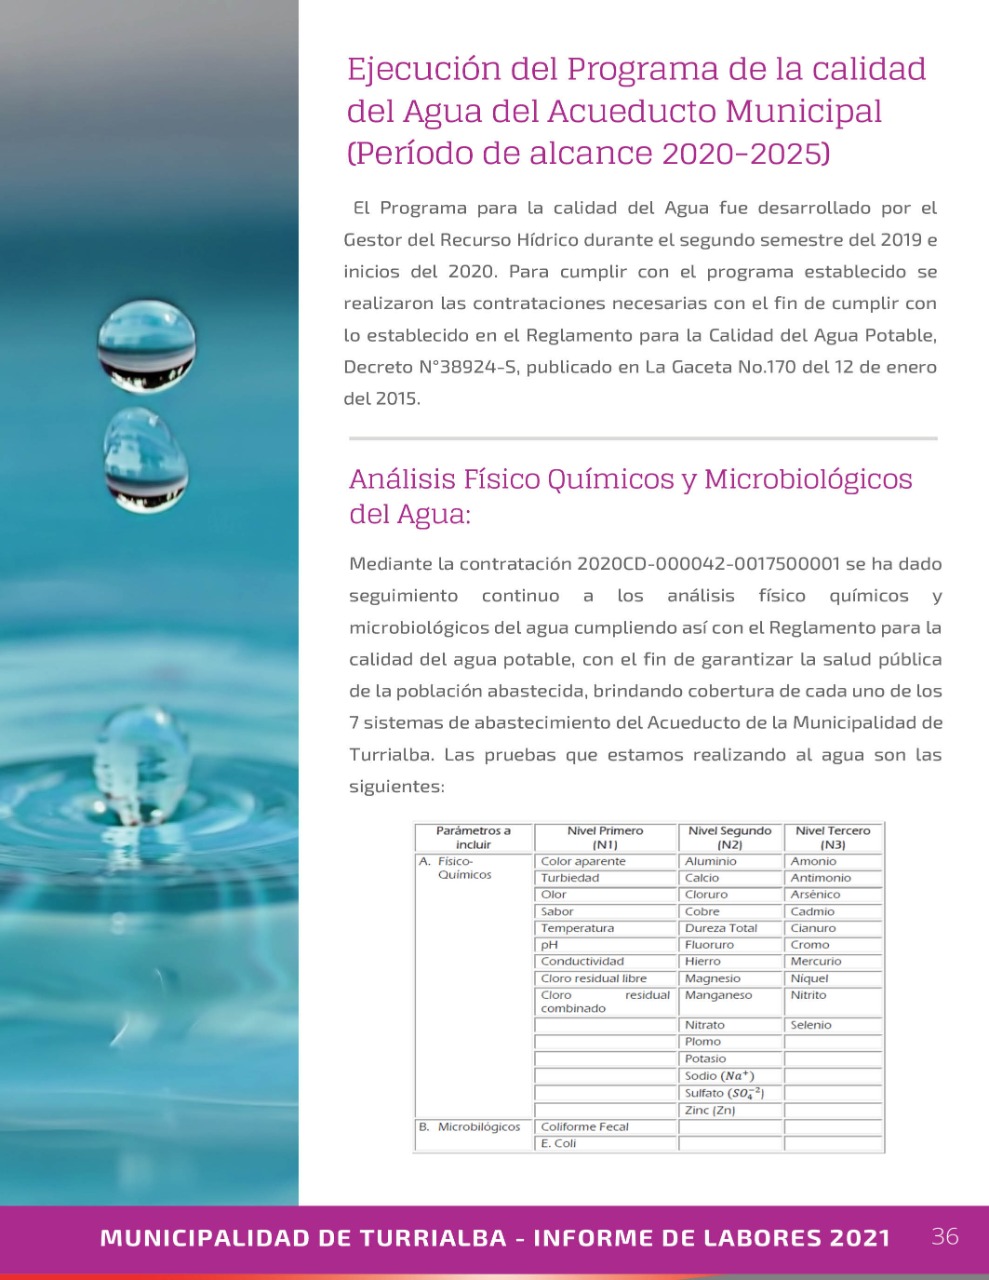 Ejecución del Programa de la calidad
del Agua del Acueducto Municipal
(Período de alcance 2020-2025)
El Programa para la calidad del Agua fue desarrollado por el
Gestor del Recurso Hídrico durante el segundo semestre del 2019 e
inicios del 2020. Para cumplir con el programa establecido se
realizaron las contrataciones necesarias con el fin de cumplir con
lo establecido en el Reglamento para la Calidad del Agua Potable,
Decreto N°38924-S, publicado en La Gaceta No.170 del 12 de enero
del 2015.
Análisis Físico Químicos y Microbiológicos
del Agua:
Mediante la contratación 2020CD-000042-0017500001 se ha dado
seguimiento continuo a los análisis físico químicos y
microbiológicos del agua cumpliendo así con el Reglamento para la
calidad del agua potable, con el fin de garantizar la salud pública
de la población abastecida, brindando cobertura de cada uno de los
7 sistemas de abastecimiento del Acueducto de la Municipalidad de
Turrialba. Las pruebas que estamos realizando al agua son las
siguientes:
Parámetros a Nivel Primero Nivel Segundo Nivel Tercero
incluir (N1) (N2) (N3)
A. Físico- Color aparente Aluminio Amonio
Químicos Turbiedad Calcio Antimonio
Olor Cloruro Arsénico
Sabor Cobre Cadmio
Temperatura Dureza Total Cianuro
pH Fluoruro Cromo
Conductividad Hierro Mercurio
Cloro residual libre Magnesio Níquel
Cloro residual Manganeso Nitrito
combinado
Nitrato Selenio
Plomo
Potasio
Sodio (Na⁺)
Sulfato (SO₄⁻²)
Zinc (Zn)
B. Microbilógicos Coliforme Fecal
E. Coli
MUNICIPALIDAD DE TURRIALBA - INFORME DE LABORES 2021 36